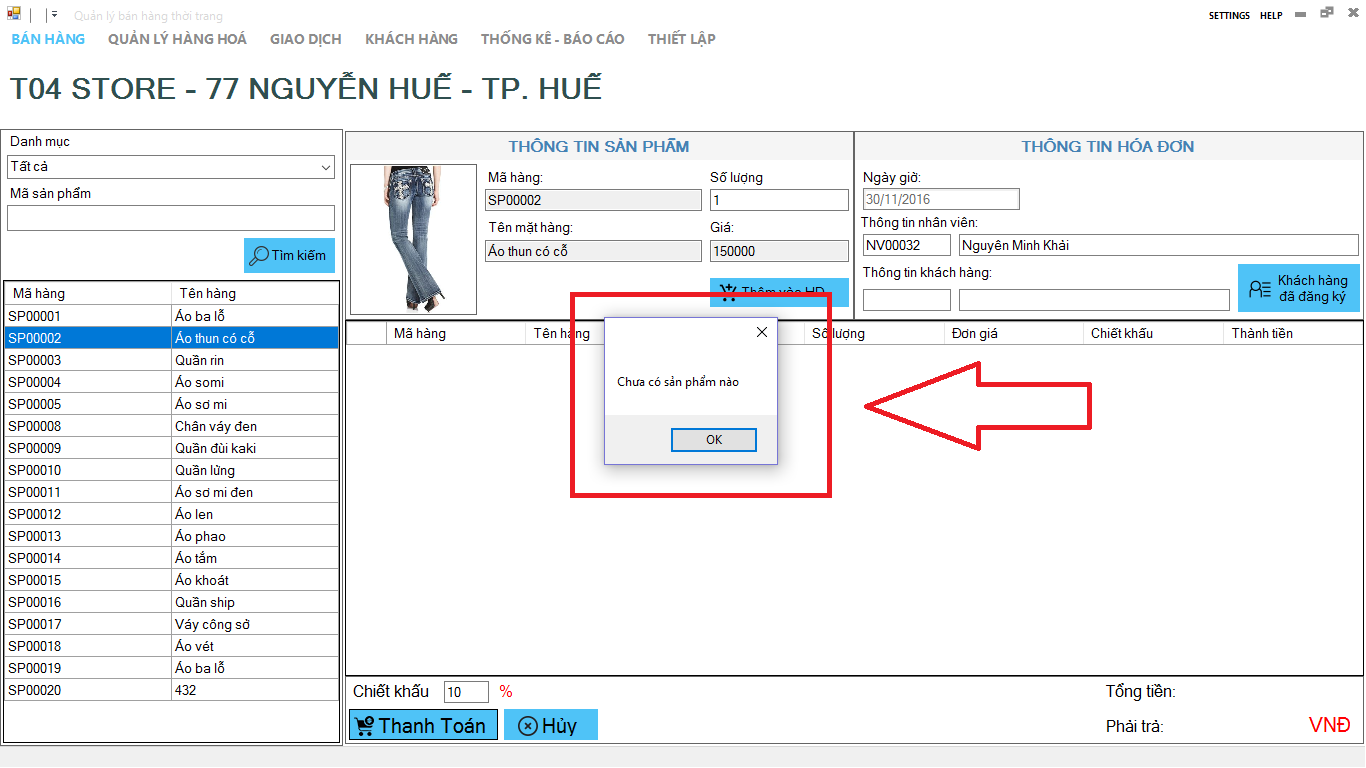 Quản lý bán hàng thời trang
SETTINGS HELP
BÁN HÀNG QUẢN LÝ HÀNG HOÁ GIAO DỊCH KHÁCH HÀNG THỐNG KÊ - BÁO CÁO THIẾT LẬP
T04 STORE - 77 NGUYỄN HUẾ - TP. HUẾ
Danh mục
Tất cả
Mã sản phẩm
Tìm kiếm
Mã hàng Tên hàng
SP00001 Áo ba lỗ
SP00002 Áo thun có cỗ
SP00003 Quần rin
SP00004 Áo somi
SP00005 Áo sơ mi
SP00008 Chân váy đen
SP00009 Quần đùi kaki
SP00010 Quần lửng
SP00011 Áo sơ mi đen
SP00012 Áo len
SP00013 Áo phao
SP00014 Áo tắm
SP00015 Áo khoát
SP00016 Quần ship
SP00017 Váy công sở
SP00018 Áo vét
SP00019 Áo ba lỗ
SP00020 432
THÔNG TIN SẢN PHẨM
Mã hàng: Số lượng
SP00002 1
Tên mặt hàng: Giá:
Áo thun có cỗ 150000
Thêm vào HD
THÔNG TIN HÓA ĐƠN
Ngày giờ:
30/11/2016
Thông tin nhân viên:
NV00032 Nguyên Minh Khải
Thông tin khách hàng:
Khách hàng
đã đăng ký
Mã hàng Tên hàng Số lượng Đơn giá Chiết khấu Thành tiền
Chưa có sản phẩm nào
OK
Chiết khấu 10 % Tổng tiền:
Thanh Toán Hủy Phải trả: VNĐ